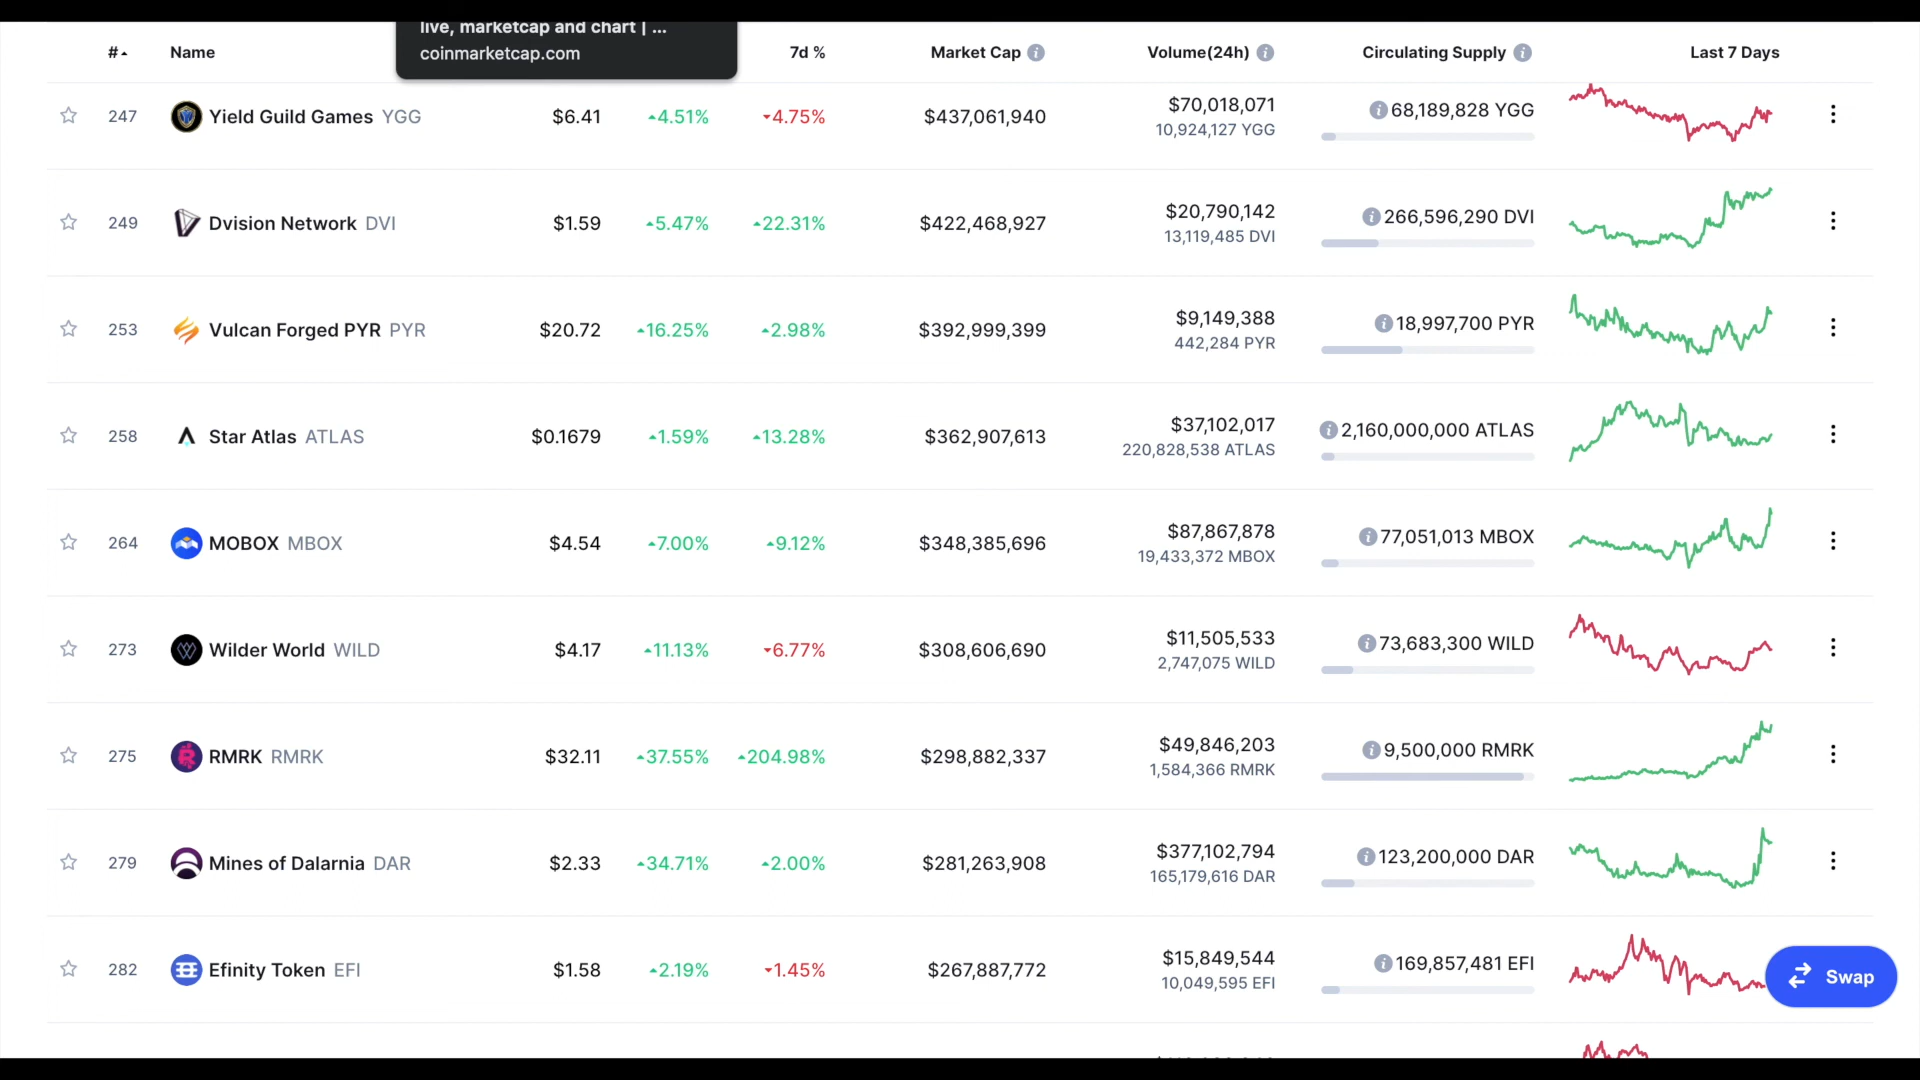 live, marketcap and chart | ...
coinmarketcap.com
# Name 7d % Market Cap Volume(24h) Circulating Supply Last 7 Days
247 Yield Guild Games YGG $6.41 4.51% 4.75% $437,061,940 $70,018,071 68,189,828 YGG
10,924,127 YGG
249 Dvision Network DVI $1.59 5.47% 22.31% $422,468,927 $20,790,142 266,596,290 DVI
13,119,485 DVI
253 Vulcan Forged PYR PYR $20.72 16.25% 2.98% $392,999,399 $9,149,388 18,997,700 PYR
442,284 PYR
258 Star Atlas ATLAS $0.1679 1.59% 13.28% $362,907,613 $37,102,017 2,160,000,000 ATLAS
220,828,538 ATLAS
264 MOBOX MBOX $4.54 7.00% 9.12% $348,385,696 $87,867,878 77,051,013 MBOX
19,433,372 MBOX
273 Wilder World WILD $4.17 11.13% 6.77% $308,606,690 $11,505,533 73,683,300 WILD
2,747,075 WILD
275 RMRK RMRK $32.11 37.55% 204.98% $298,882,337 $49,846,203 9,500,000 RMRK
1,584,366 RMRK
279 Mines of Dalarnia DAR $2.33 34.71% 2.00% $281,263,908 $377,102,794 123,200,000 DAR
165,179,616 DAR
282 Efinity Token EFI $1.58 2.19% 1.45% $267,887,772 $15,849,544 169,857,481 EFI
10,049,595 EFI
Swap